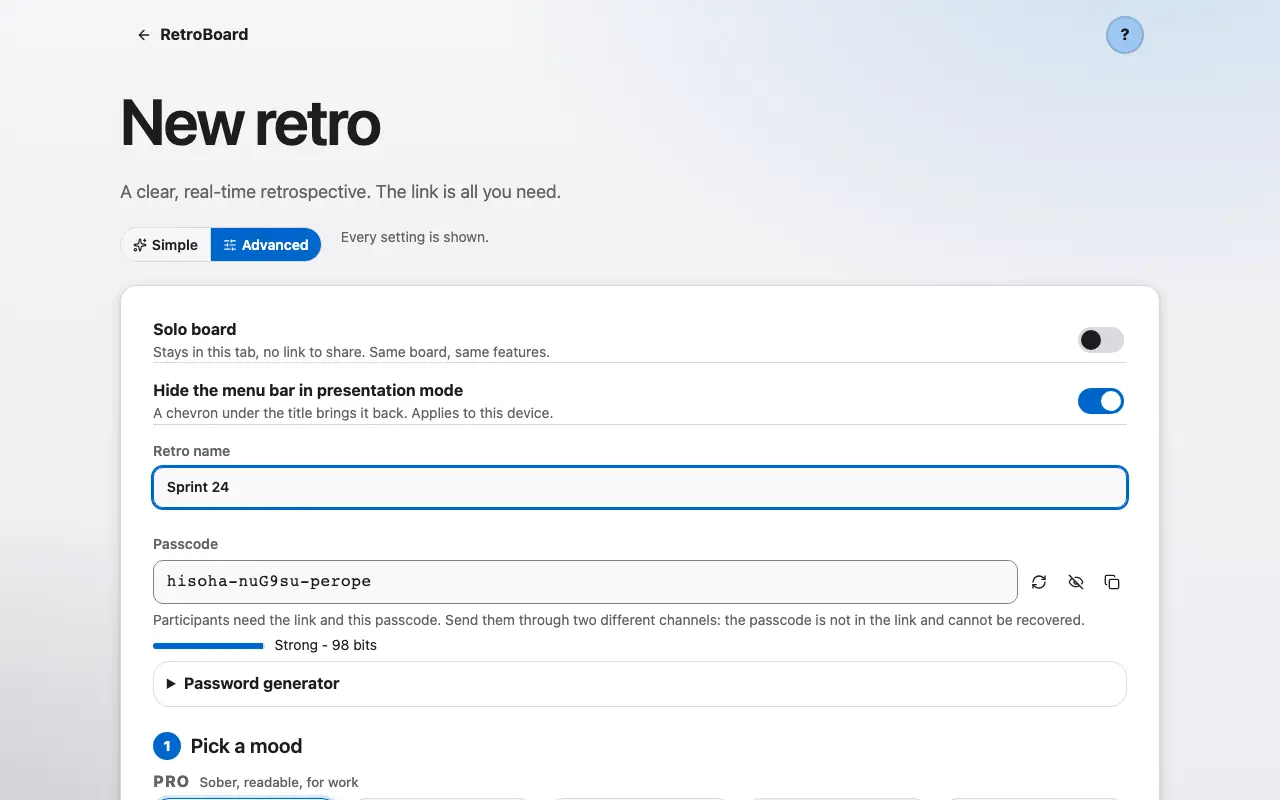 RetroBoard
?
New retro
A clear, real-time retrospective. The link is all you need.
Simple
Advanced
Every setting is shown.
Solo board
Stays in this tab, no link to share. Same board, same features.
Hide the menu bar in presentation mode
A chevron under the title brings it back. Applies to this device.
Retro name
Sprint 24
Passcode
hisoha-nuG9su-perope
Participants need the link and this passcode. Send them through two different channels: the passcode is not in the link and cannot be recovered.
Strong - 98 bits
Password generator
1 Pick a mood
PRO Sober, readable, for work